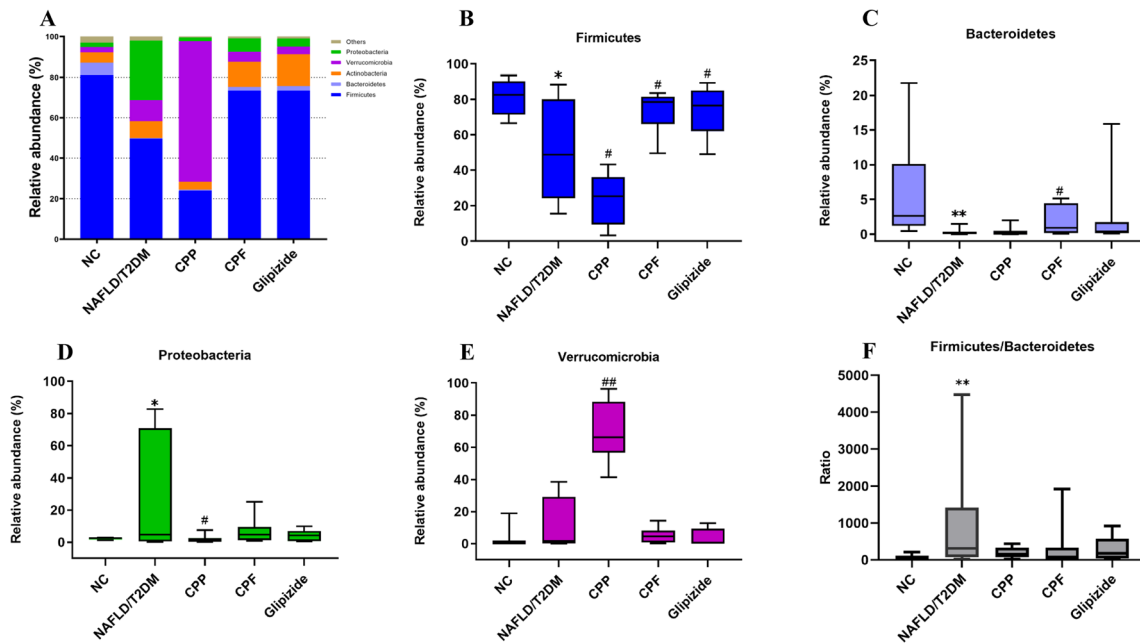 A
Relative abundance (%)
100
80
60
40
20
0
NC
NAFLD/T2DM
CPP
CPF
Glipizide
Others
Proteobacteria
Verrucomicrobia
Actinobacteria
Bacteroidetes
Firmicutes
B
Firmicutes
Relative abundance (%)
100
80
60
40
20
0
*
#
#
#
NC
NAFLD/T2DM
CPP
CPF
Glipizide
C
Bacteroidetes
Relative abundance (%)
25
20
15
10
5
0
**
#
NC
NAFLD/T2DM
CPP
CPF
Glipizide
D
Proteobacteria
Relative abundance (%)
100
80
60
40
20
0
*
#
NC
NAFLD/T2DM
CPP
CPF
Glipizide
E
Verrucomicrobia
Relative abundance (%)
100
80
60
40
20
0
##
NC
NAFLD/T2DM
CPP
CPF
Glipizide
F
Firmicutes/Bacteroidetes
Ratio
5000
4000
3000
2000
1000
0
**
NC
NAFLD/T2DM
CPP
CPF
Glipizide